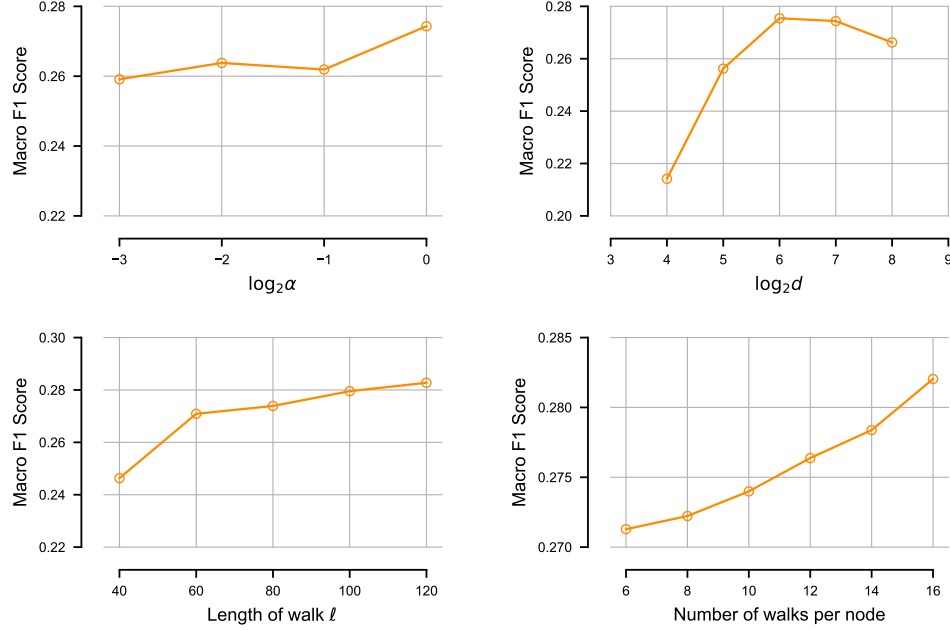 Macro F1 Score
0.28
0.26
0.24
0.22
−3 −2 −1 0
log₂α
Macro F1 Score
0.28
0.26
0.24
0.22
0.20
3 4 5 6 7 8 9
log₂d
Macro F1 Score
0.30
0.28
0.26
0.24
0.22
40 60 80 100 120
Length of walk ℓ
Macro F1 Score
0.285
0.280
0.275
0.270
6 8 10 12 14 16
Number of walks per node